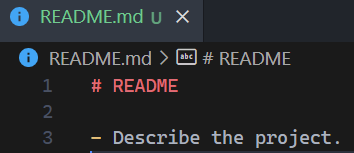 README.md U
README.md > # README
1 # README
2
3 - Describe the project.